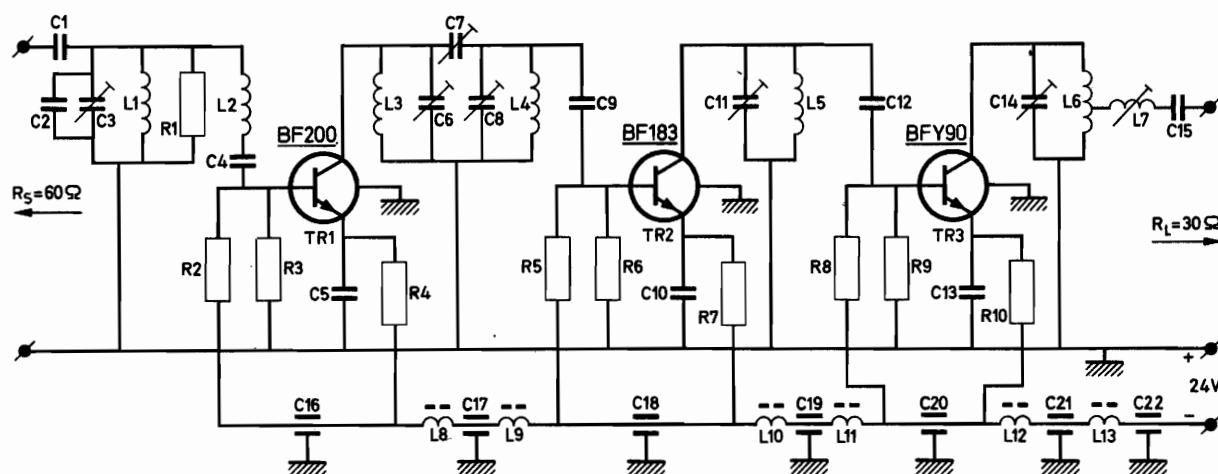 C1
C2
C3
L1
R1
L2
C4
BF200
TR1
R2
R3
C5
R4
RS=60Ω
L3
C6
C7
C8
L4
C9
BF183
TR2
R5
R6
C10
R7
C11
L5
C12
BFY90
TR3
R8
R9
C13
R10
C14
L6
L7
C15
RL=30Ω
C16
L8
C17
L9
C18
L10
C19
L11
C20
L12
C21
L13
C22
+
24V
-